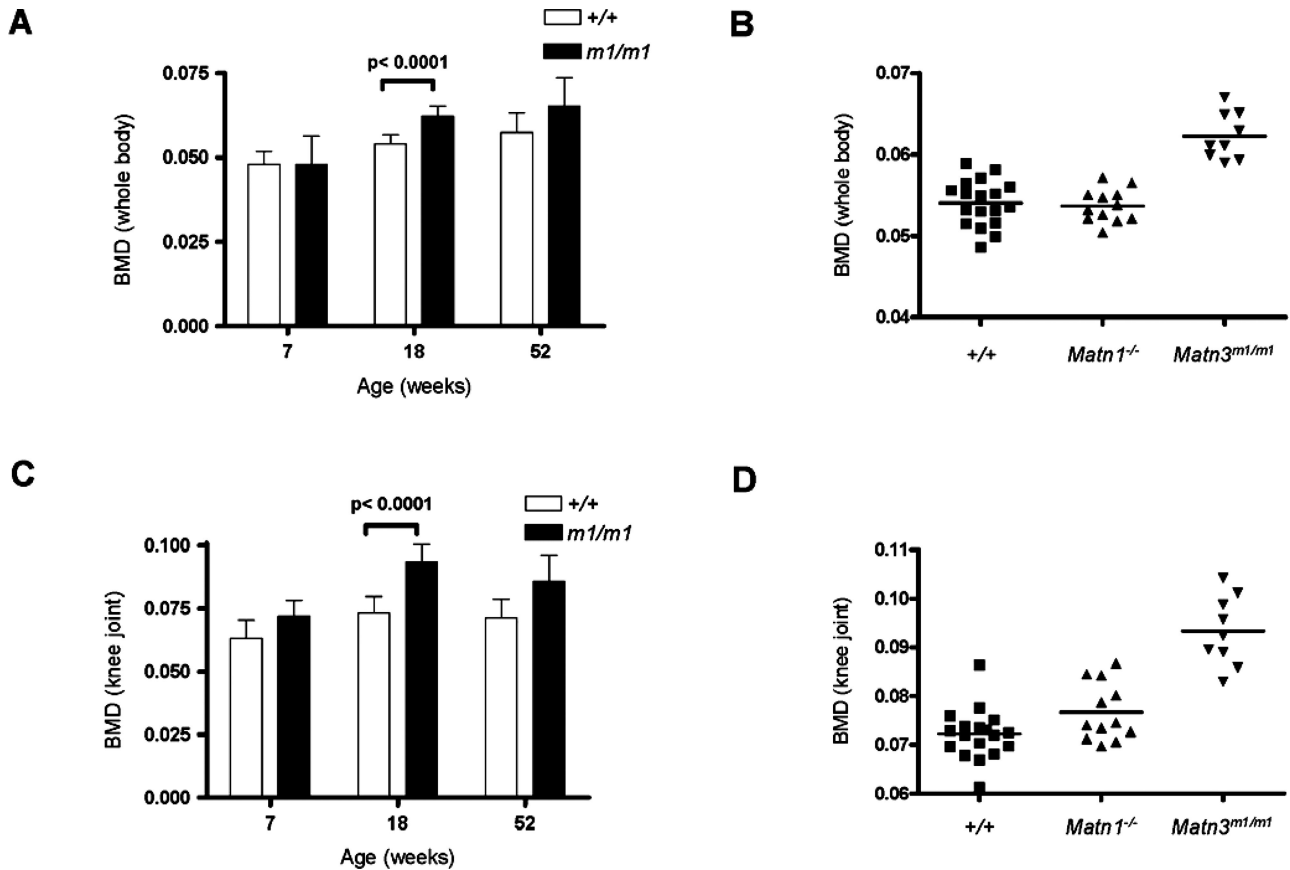 A
+/+
m1/m1
p< 0.0001
0.075
0.050
0.025
0.000
BMD (whole body)
7 18 52
Age (weeks)
B
0.07
0.06
0.05
0.04
BMD (whole body)
+/+ Matn1-/- Matn3m1/m1
C
+/+
m1/m1
p< 0.0001
0.100
0.075
0.050
0.025
0.000
BMD (knee joint)
7 18 52
Age (weeks)
D
0.11
0.10
0.09
0.08
0.07
0.06
BMD (knee joint)
+/+ Matn1-/- Matn3m1/m1